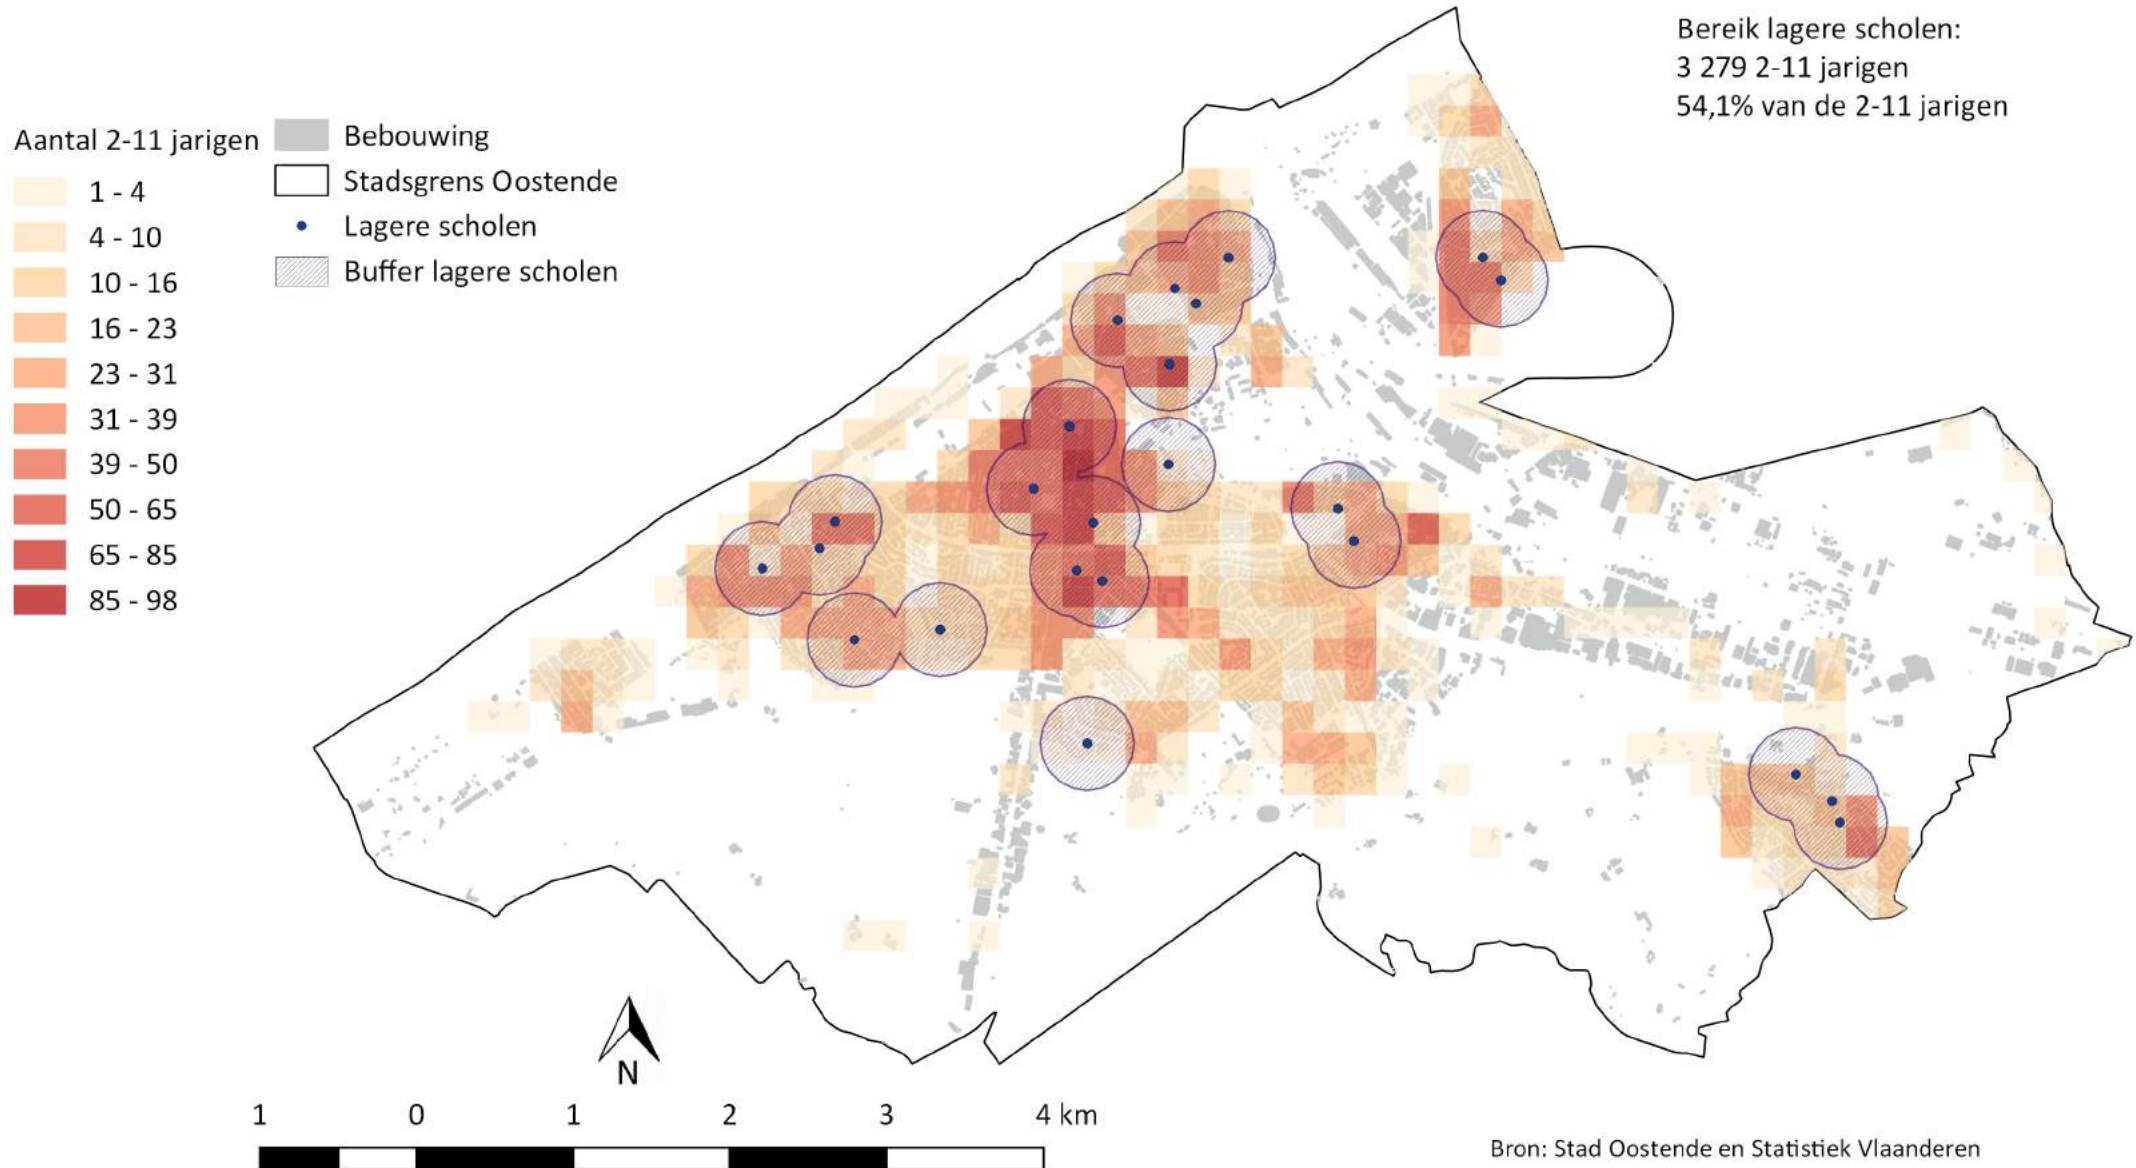 Bereik lagere scholen:
3 279 2-11 jarigen
54,1% van de 2-11 jarigen
Aantal 2-11 jarigen
1 - 4
4 - 10
10 - 16
16 - 23
23 - 31
31 - 39
39 - 50
50 - 65
65 - 85
85 - 98
Bebouwing
Stadsgrens Oostende
Lagere scholen
Buffer lagere scholen
N
1 0 1 2 3 4 km
Bron: Stad Oostende en Statistiek Vlaanderen